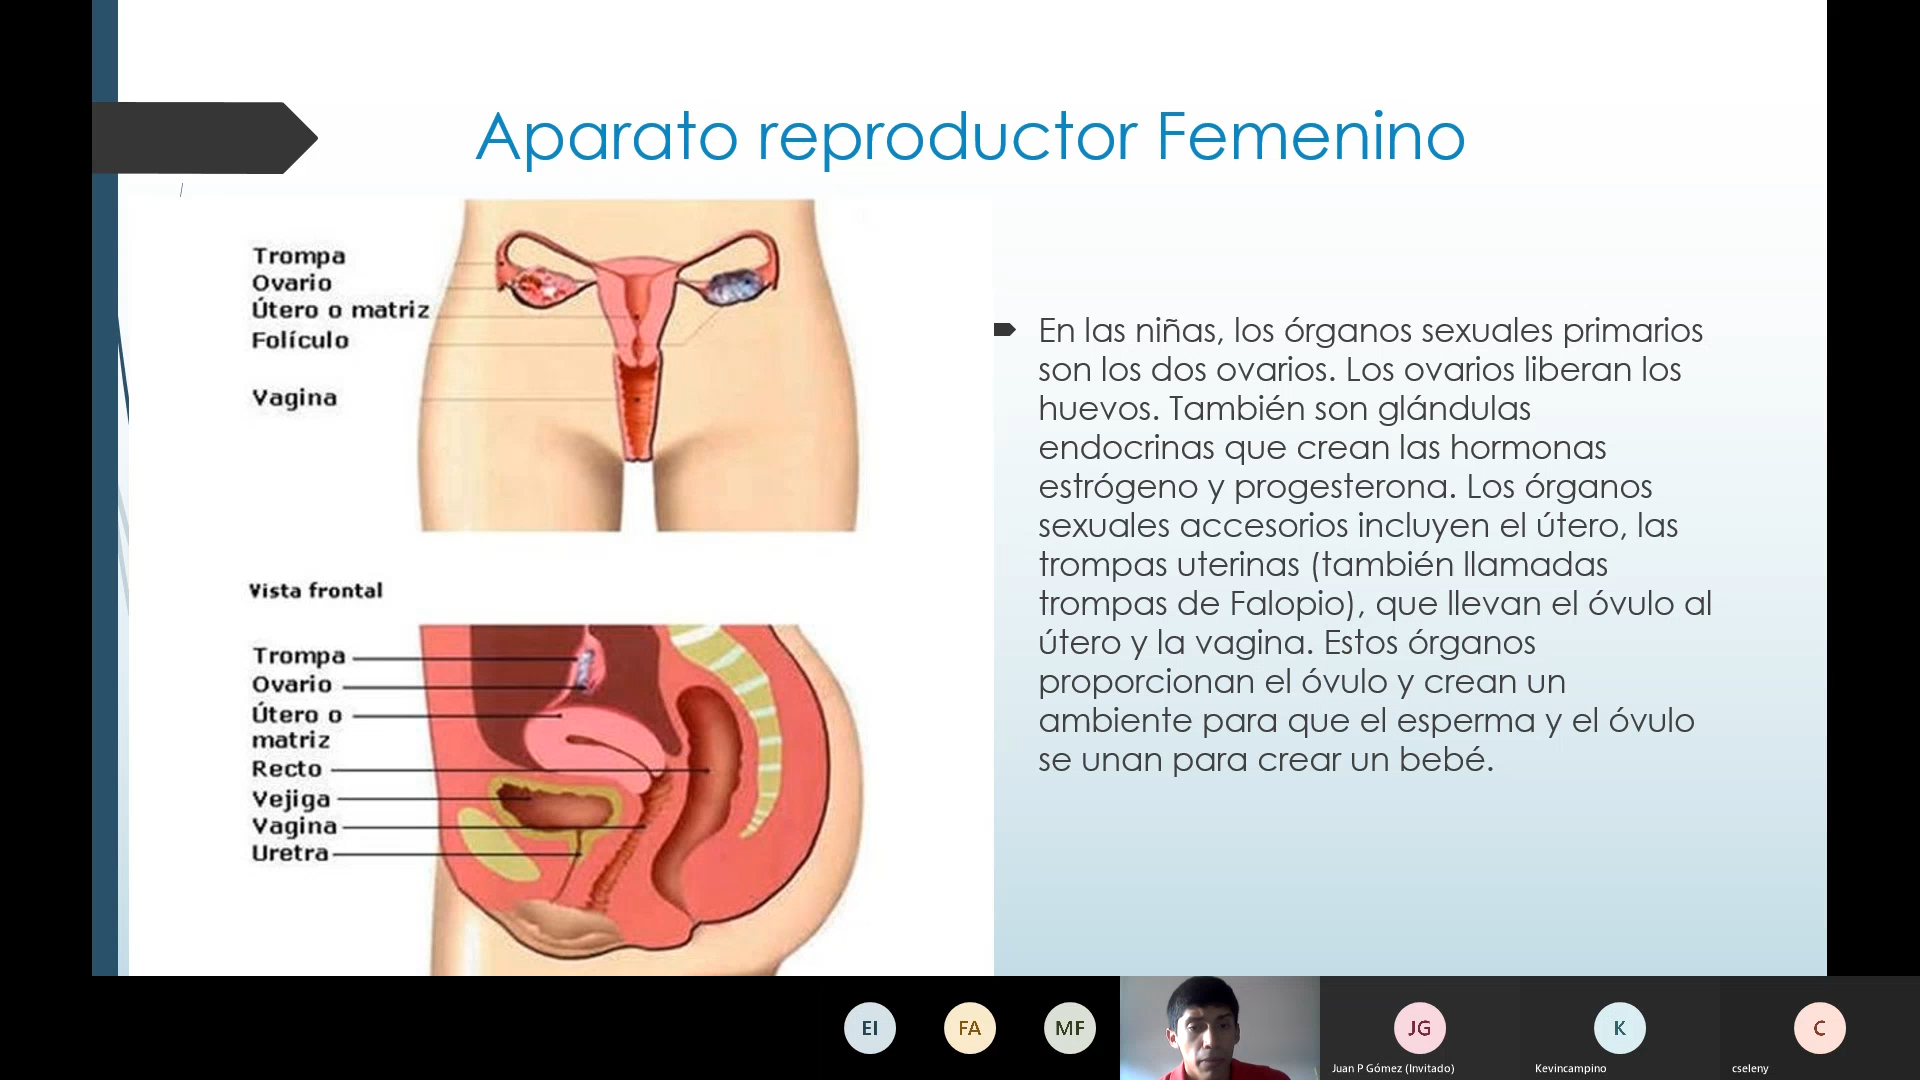 Aparato reproductor Femenino
Trompa
Ovario
Útero o matriz
Folículo
Vagina
Vista frontal
Trompa
Ovario
Útero o
matriz
Recto
Vejiga
Vagina
Uretra
En las niñas, los órganos sexuales primarios
son los dos ovarios. Los ovarios liberan los
huevos. También son glándulas
endocrinas que crean las hormonas
estrógeno y progesterona. Los órganos
sexuales accesorios incluyen el útero, las
trompas uterinas (también llamadas
trompas de Falopio), que llevan el óvulo al
útero y la vagina. Estos órganos
proporcionan el óvulo y crean un
ambiente para que el esperma y el óvulo
se unan para crear un bebé.
EI
FA
MF
JG
K
C
Juan P Gómez (Invitado)
Kevincampino
cseleny